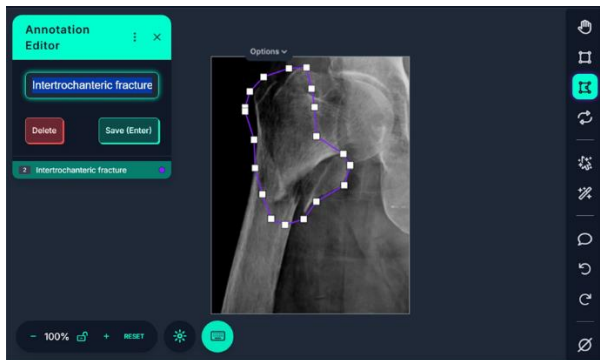 Annotation
Editor
Options
Intertrochanteric fracture
Delete
Save (Enter)
2 Intertrochanteric fracture
- 100% + RESET